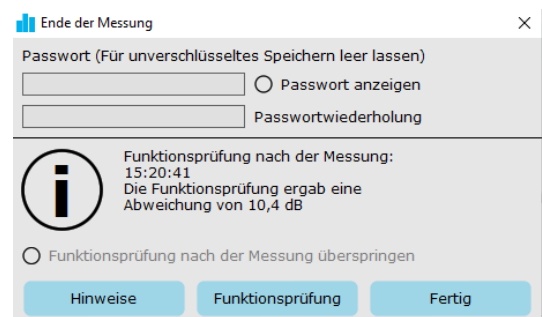 Ende der Messung
Passwort (Für unverschlüsseltes Speichern leer lassen)
Passwort anzeigen
Passwortwiederholung
Funktionsprüfung nach der Messung:
15:20:41
Die Funktionsprüfung ergab eine
Abweichung von 10,4 dB
Funktionsprüfung nach der Messung überspringen
Hinweise Funktionsprüfung Fertig